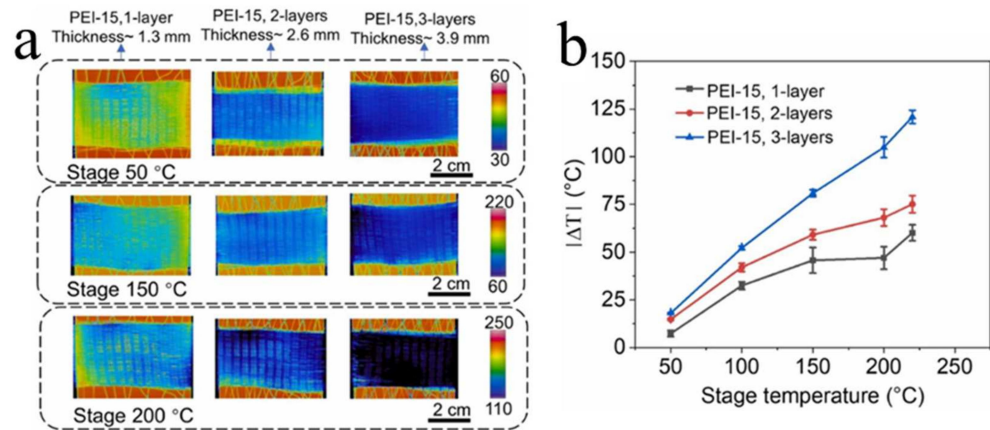 a
PEI-15,1-layer
Thickness~ 1.3 mm
PEI-15, 2-layers
Thickness~ 2.6 mm
PEI-15,3-layers
Thickness~ 3.9 mm
60
30
Stage 50 °C
2 cm
220
60
Stage 150 °C
2 cm
250
110
Stage 200 °C
2 cm
b
PEI-15, 1-layer
PEI-15, 2-layers
PEI-15, 3-layers
|ΔT| (°C)
150
125
100
75
50
25
0
50 100 150 200 250
Stage temperature (°C)